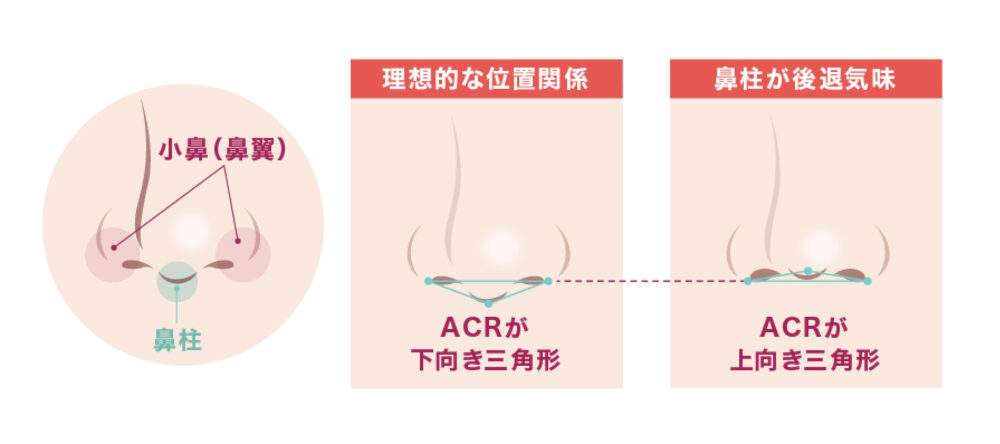 小鼻(鼻翼)
鼻柱
理想的な位置関係
ACRが
下向き三角形
鼻柱が後退気味
ACRが
上向き三角形